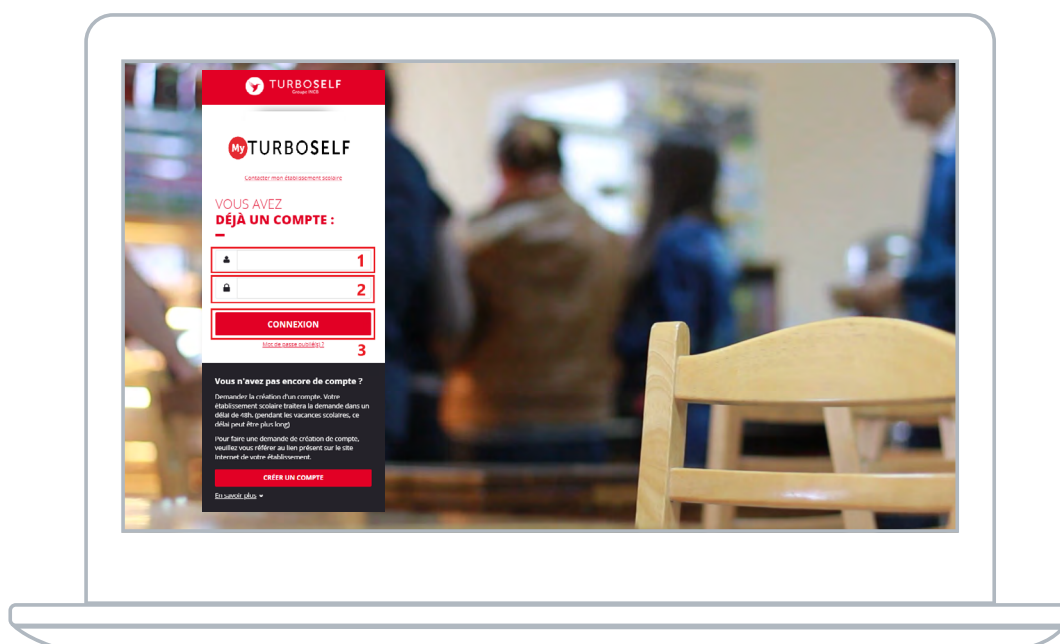 TURBOSELF
Groupe HICB
MyTURBOSELF
Contacter mon établissement scolaire
VOUS AVEZ
DÉJÀ UN COMPTE :
1
2
CONNEXION
Mot de passe oublié(s) ?
3
Vous n'avez pas encore de compte ?
Demander la création d'un compte. Votre
établissement scolaire traitera la demande dans un
délai de 48h. (pendant les vacances scolaires, ce
délai peut être plus long)
Pour faire une demande de création de compte,
veuillez vous référer au lien présent sur le site
Internet de votre établissement.
CRÉER UN COMPTE
En savoir plus